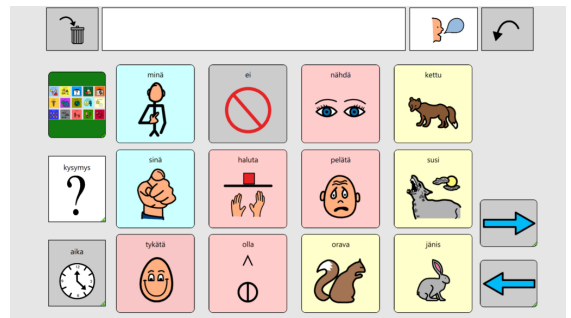 minä
ei
nähdä
kettu
kysymys
?
sinä
haluta
pelätä
susi
aika
tykätä
olla
orava
jänis